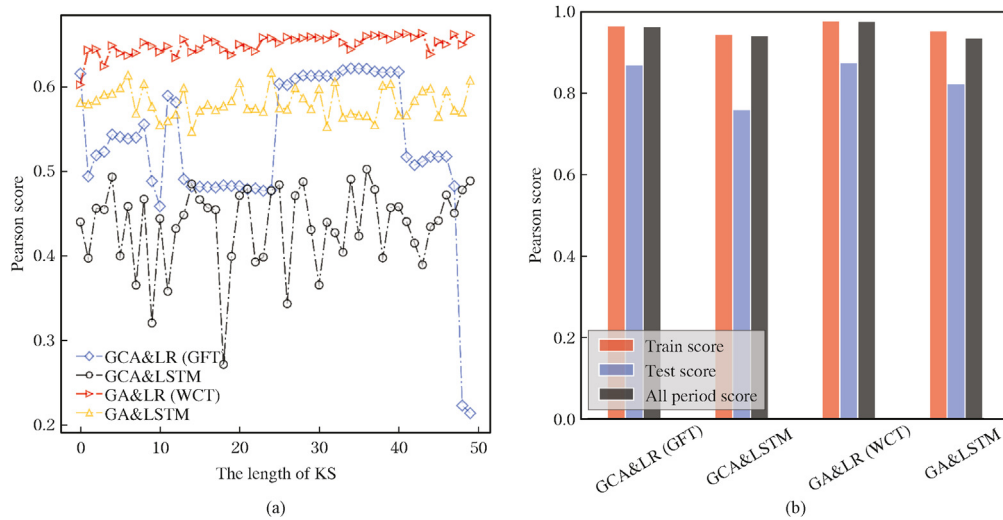 Pearson score
0.6
0.5
0.4
0.3
0.2
GCA&LR (GFT)
GCA&LSTM
GA&LR (WCT)
GA&LSTM
0 10 20 30 40 50
The length of KS
(a)
Pearson score
1.0
0.8
0.6
0.4
0.2
0.0
Train score
Test score
All period score
GCA&LR (GFT)
GCA&LSTM
GA&LR (WCT)
GA&LSTM
(b)